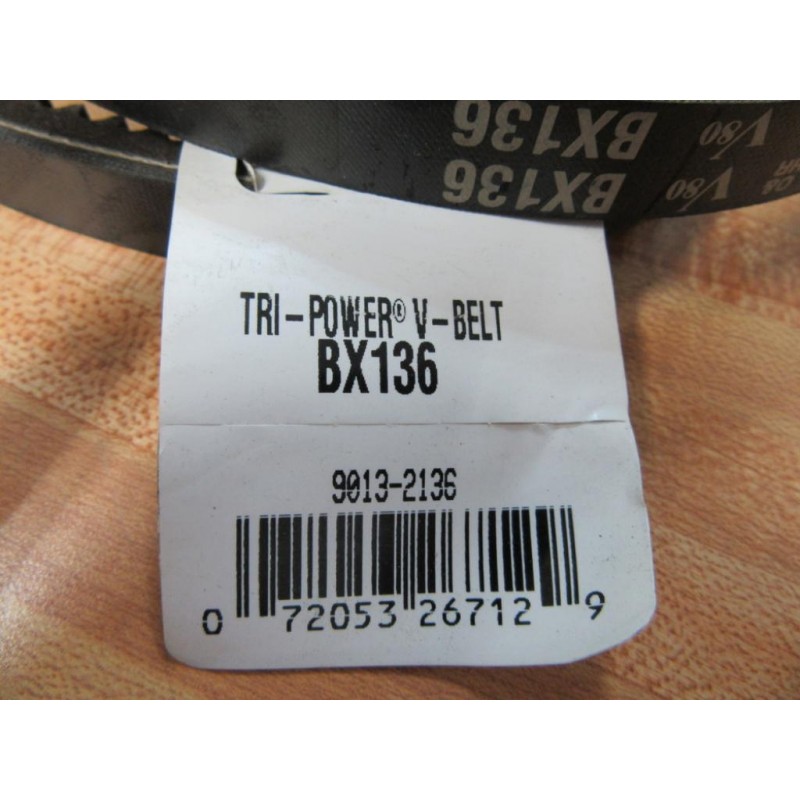 BX136 V80
BX136 V80
TRI-POWER® V-BELT
BX136
9013-2136
0 72053 26712 9